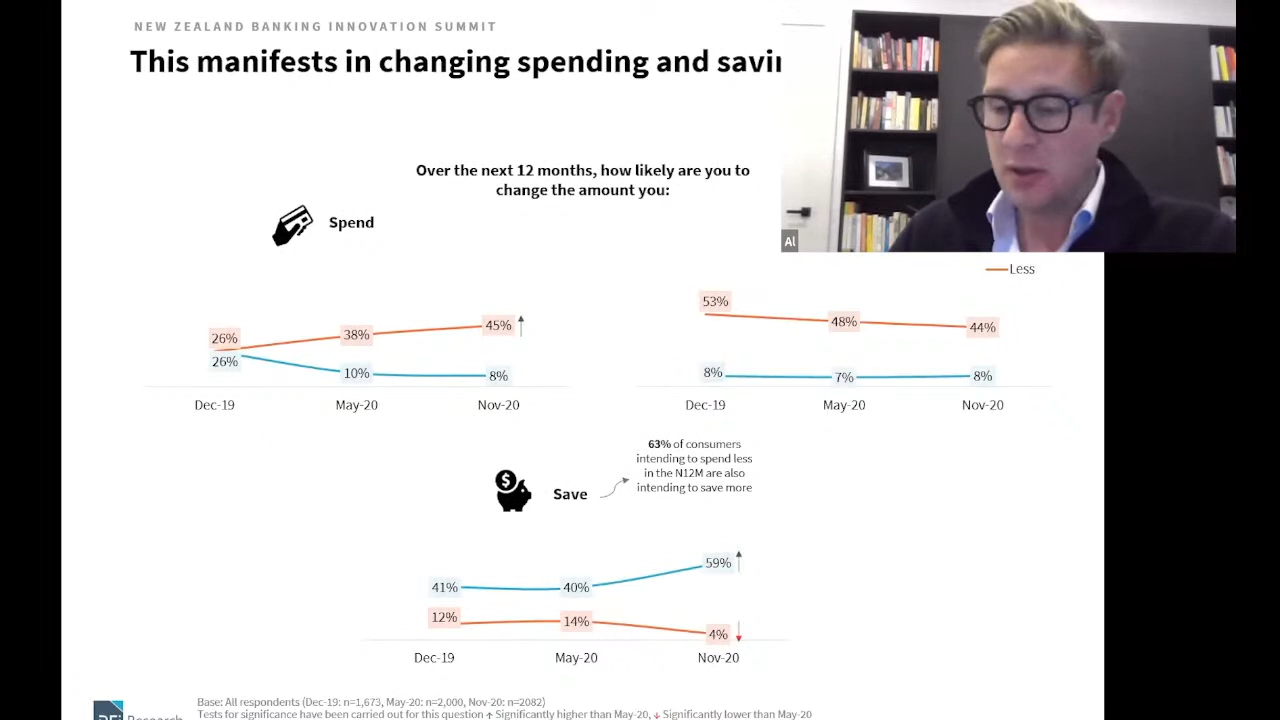 NEW ZEALAND BANKING INNOVATION SUMMIT
This manifests in changing spending and
Over the next 12 months, how likely are you to
change the amount you:
Spend
Al
Less
26%
38%
45%
26%
10%
8%
Dec-19
May-20
Nov-20
53%
48%
44%
8%
7%
8%
Dec-19
May-20
Nov-20
63% of consumers
intending to spend less
in the N12M are also
intending to save more
Save
41%
40%
59%
12%
14%
4%
Dec-19
May-20
Nov-20
Research
Base: All respondents (Dec-19: n=1,673, May-20: n=2,000, Nov-20: n=2082)
Tests for significance have been carried out for this question ↑ Significantly higher than May-20, ↓ Significantly lower than May-20